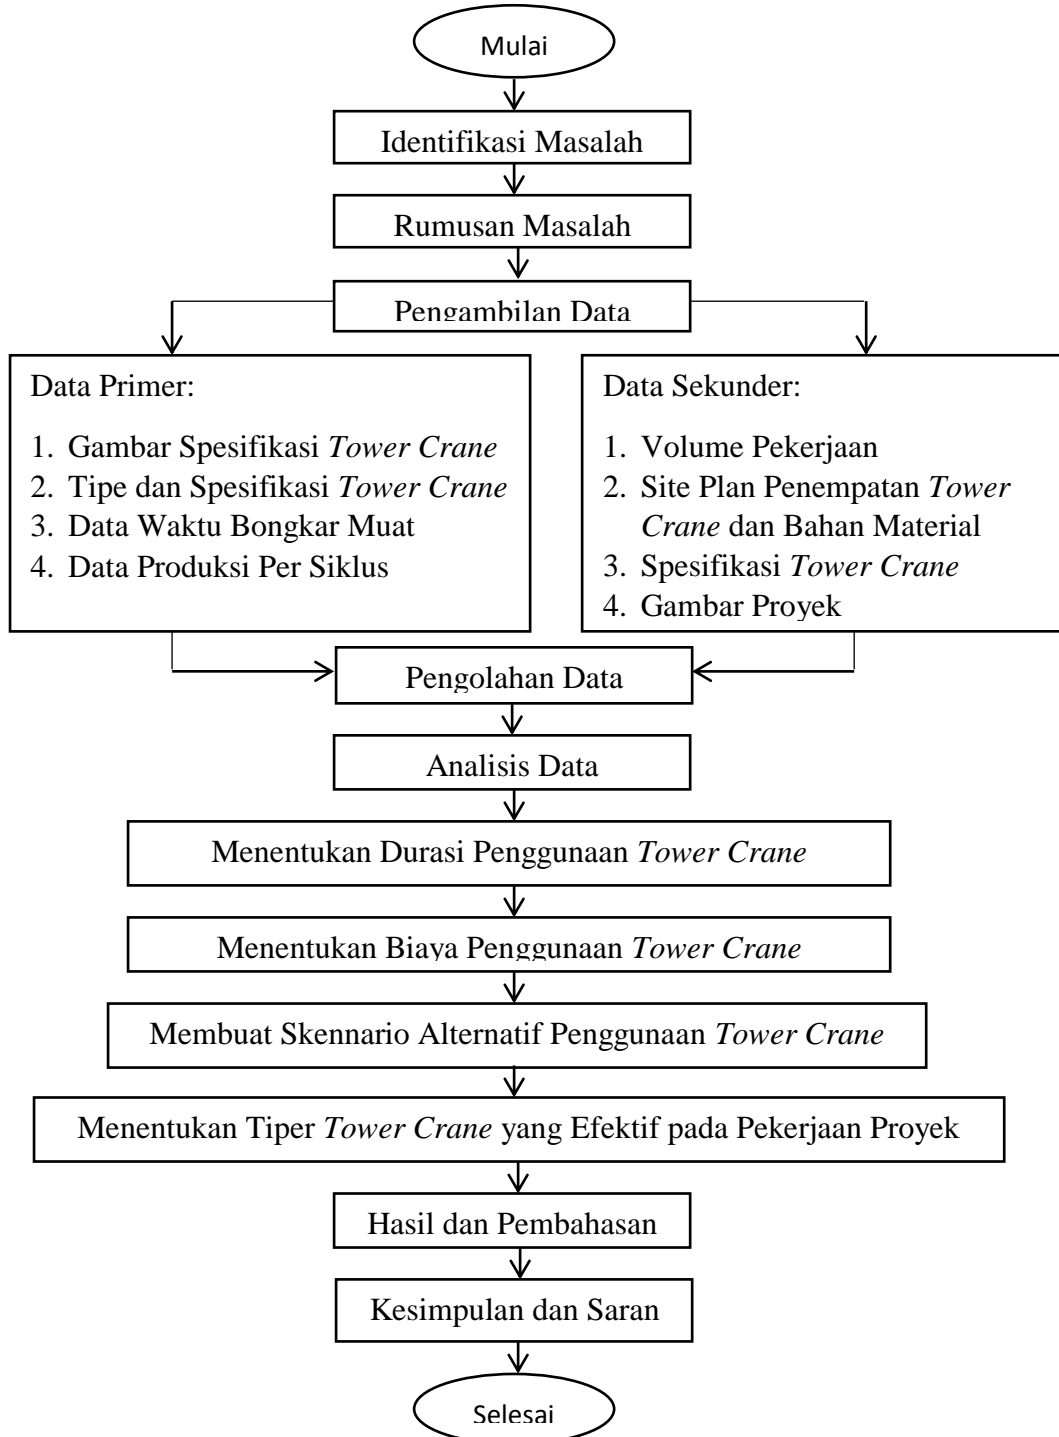 Mulai
Identifikasi Masalah
Rumusan Masalah
Pengambilan Data
Data Primer:
1. Gambar Spesifikasi Tower Crane
2. Tipe dan Spesifikasi Tower Crane
3. Data Waktu Bongkar Muat
4. Data Produksi Per Siklus
Data Sekunder:
1. Volume Pekerjaan
2. Site Plan Penempatan Tower
Crane dan Bahan Material
3. Spesifikasi Tower Crane
4. Gambar Proyek
Pengolahan Data
Analisis Data
Menentukan Durasi Penggunaan Tower Crane
Menentukan Biaya Penggunaan Tower Crane
Membuat Skennario Alternatif Penggunaan Tower Crane
Menentukan Tiper Tower Crane yang Efektif pada Pekerjaan Proyek
Hasil dan Pembahasan
Kesimpulan dan Saran
Selesai